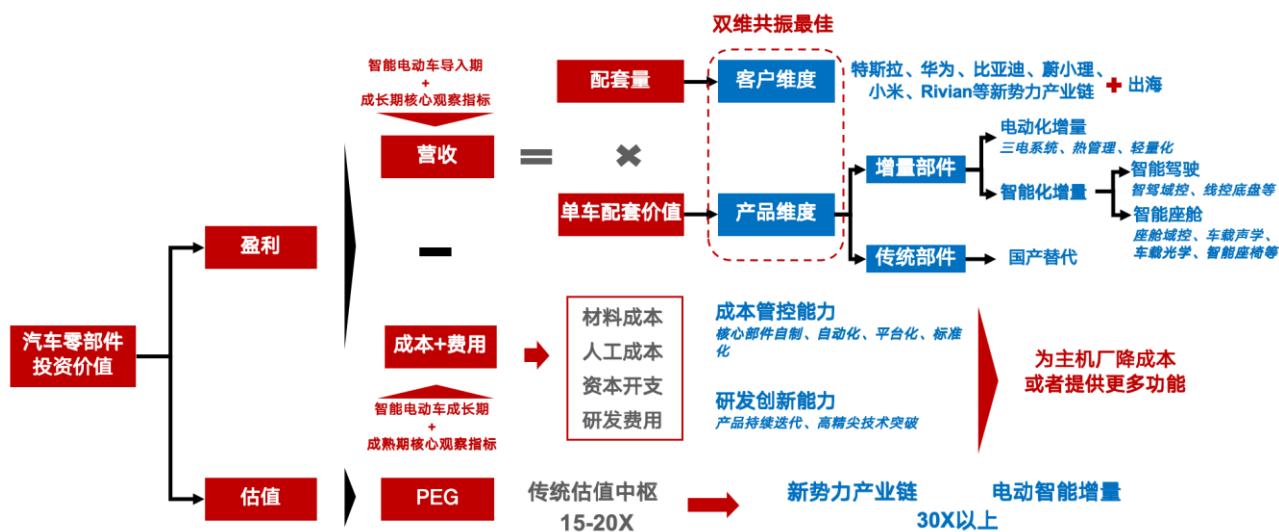 双维共振最佳
智能电动车导入期
+
成长期核心观察指标
配套量
客户维度
特斯拉、华为、比亚迪、蔚小理、
小米、Rivian等新势力产业链
+
出海
营收
=
×
增量部件
电动化增量
三电系统、热管理、轻量化
智能化增量
智能驾驶
智驾域控、线控底盘等
智能座舱
座舱域控、车载声学、
车载光学、智能座椅等
单车配套价值
产品维度
传统部件
国产替代
盈利
-
汽车零部件
投资价值
成本+费用
材料成本
人工成本
资本开支
研发费用
成本管控能力
核心部件自制、自动化、平台化、标准
化
研发创新能力
产品持续迭代、高精尖技术突破
为主机厂降成本
或者提供更多功能
智能电动车成长期
+
成熟期核心观察指标
估值
PEG
传统估值中枢
15-20X
新势力产业链
电动智能增量
30X以上